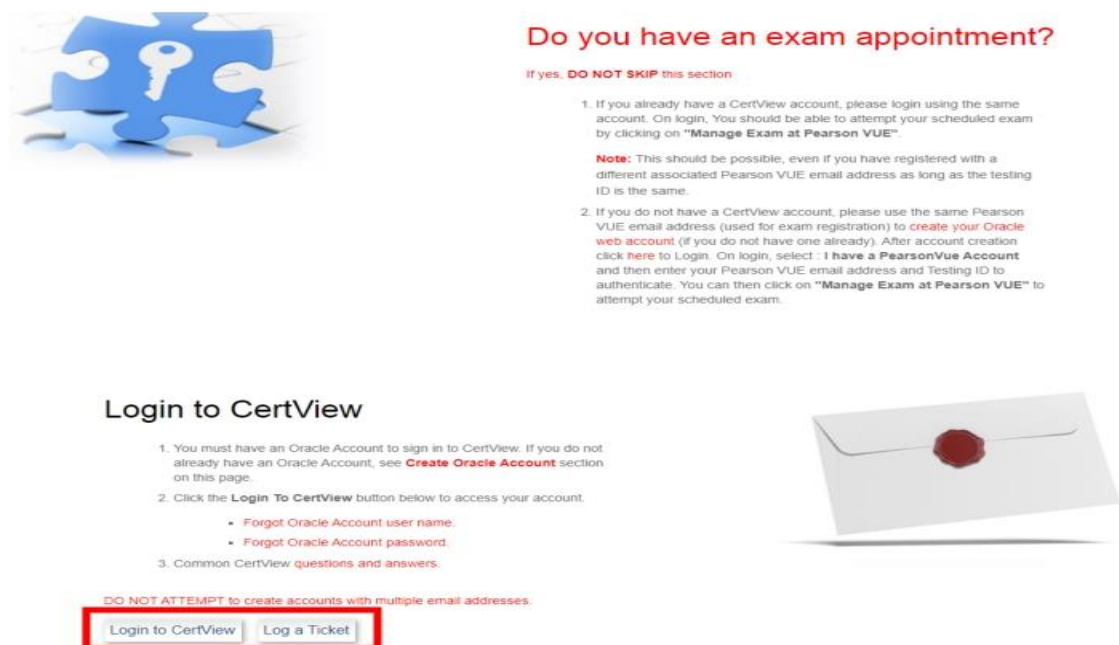 Do you have an exam appointment?
If yes, DO NOT SKIP this section
1. If you already have a CertView account, please login using the same
account. On login, You should be able to attempt your scheduled exam
by clicking on "Manage Exam at Pearson VUE".
Note: This should be possible, even if you have registered with a
different associated Pearson VUE email address as long as the testing
ID is the same.
2. If you do not have a CertView account, please use the same Pearson
VUE email address (used for exam registration) to create your Oracle
web account (if you do not have one already). After account creation
click here to Login. On login, select : I have a PearsonVue Account
and then enter your Pearson VUE email address and Testing ID to
authenticate. You can then click on "Manage Exam at Pearson VUE" to
attempt your scheduled exam.
Login to CertView
1. You must have an Oracle Account to sign in to CertView. If you do not
already have an Oracle Account, see Create Oracle Account section
on this page.
2. Click the Login To CertView button below to access your account.
▪ Forgot Oracle Account user name.
▪ Forgot Oracle Account password.
3. Common CertView questions and answers.
DO NOT ATTEMPT to create accounts with multiple email addresses.
Login to CertView Log a Ticket